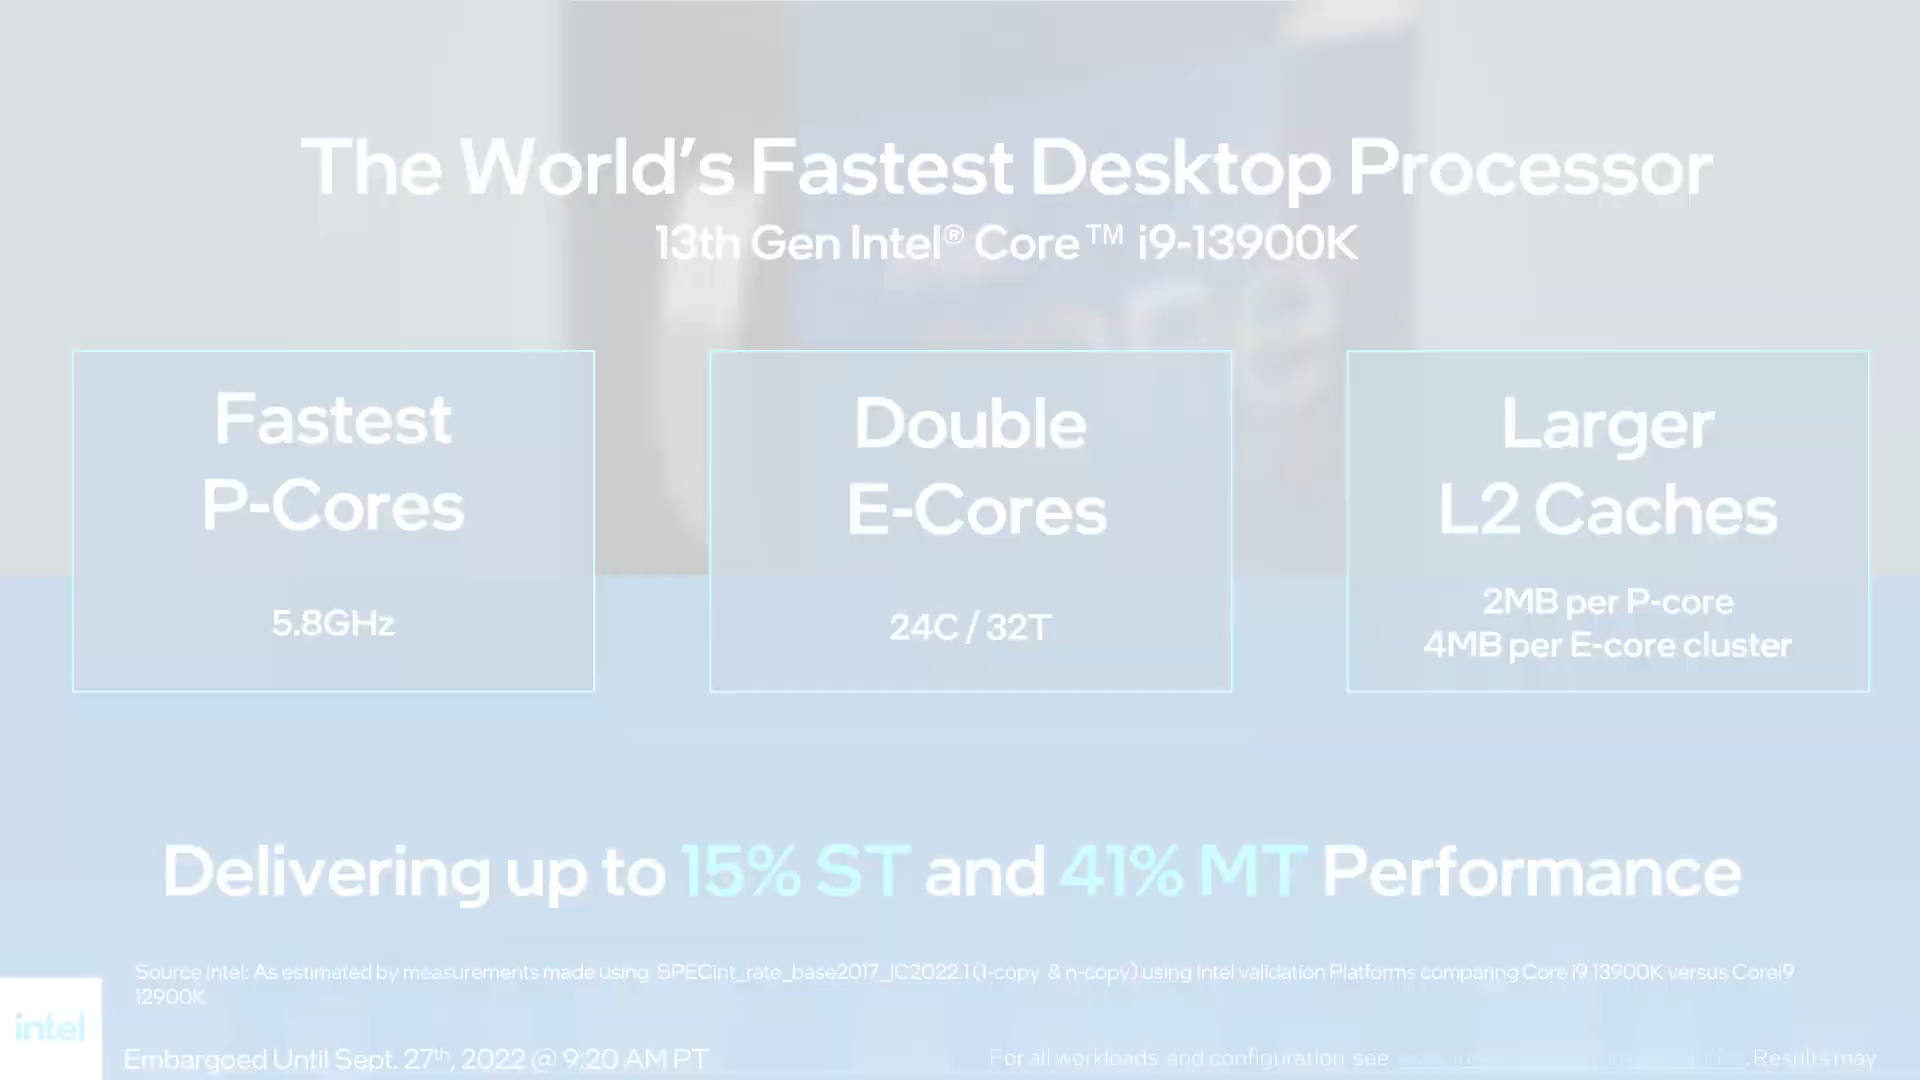 The World's Fastest Desktop Processor
13th Gen Intel® Core™ i9-13900K
Fastest
P-Cores
5.8GHz
Double
E-Cores
24C / 32T
Larger
L2 Caches
2MB per P-core
4MB per E-core cluster
Delivering up to 15% ST and 41% MT Performance
Source Intel: As estimated by measurements made using SPECint_rate_base2017_IC2022.1 (1-copy & n-copy) using Intel validation Platforms comparing Core i9 13900K versus Corei9
12900K
intel
Embargoed Until Sept. 27th, 2022 @ 9:20 AM PT
For all workloads and configuration see . Results may